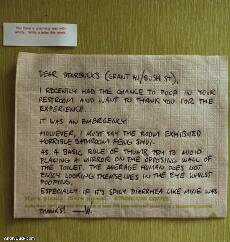 DEAR STARBUCKS (GRANT W/ BUSH ST),
I RECENTLY HAD THE CHANCE TO POOP IN YOUR
RESTROOM AND WANT TO THANK YOU FOR THE
EXPERIENCE.
IT WAS AN EMERGENCY.
HOWEVER, I MUST SAY THE ROOM EXHIBITED
HORRIBLE BATHROOM FENG SHUI.
AS A BASIC RULE OF THUMB, TRY TO AVOID
PLACING A MIRROR ON THE OPPOSING WALL OF
THE TOILET. THE AVERAGE HUMAN DOES NOT
ENJOY LOOKING THEMSELVES IN THE EYE WHILST
POOPING.
ESPECIALLY IF IT'S SPICY DIARRHEA LIKE MINE WAS
THANKS!